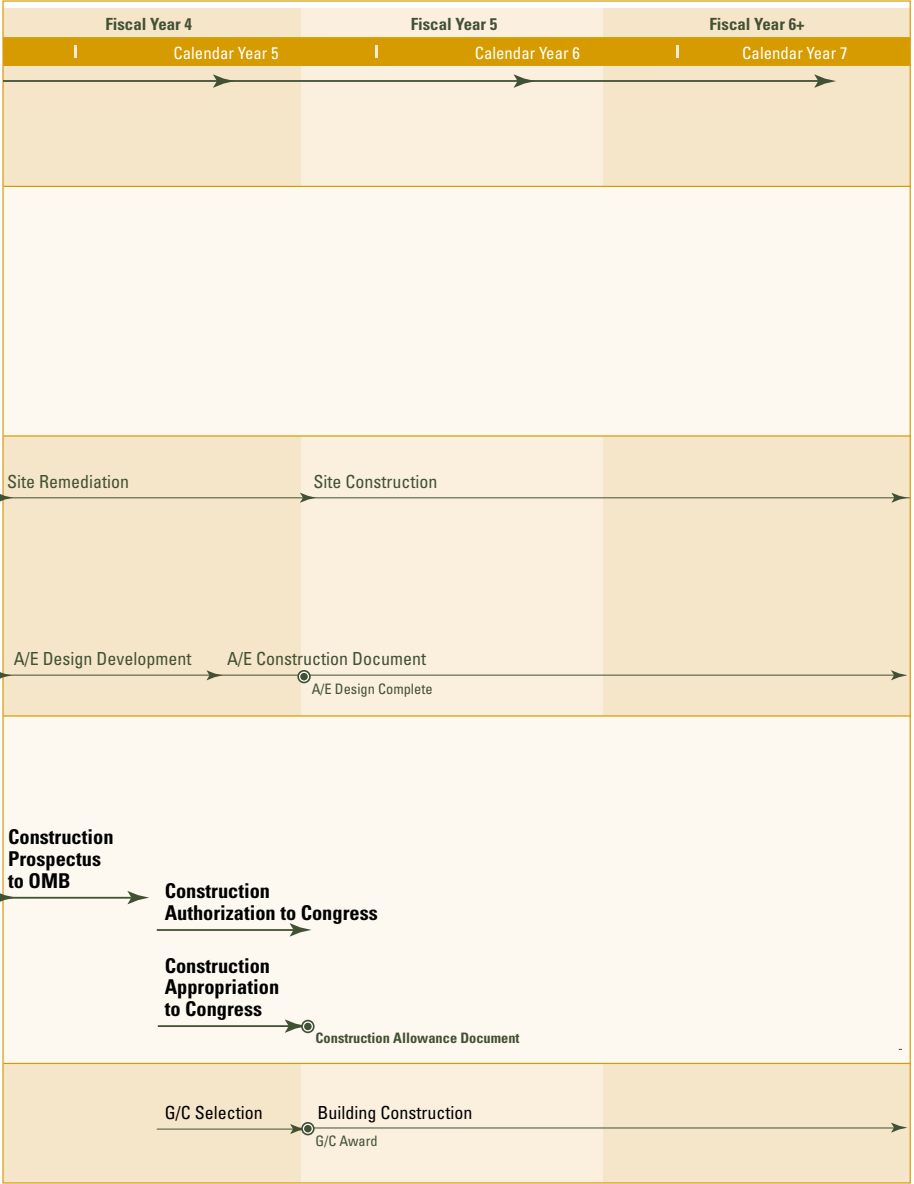 Fiscal Year 4 Fiscal Year 5 Fiscal Year 6+
Calendar Year 5 Calendar Year 6 Calendar Year 7
Site Remediation Site Construction
A/E Design Development A/E Construction Document
A/E Design Complete
Construction
Prospectus
to OMB
Construction
Authorization to Congress
Construction
Appropriation
to Congress
Construction Allowance Document
-
G/C Selection Building Construction
G/C Award